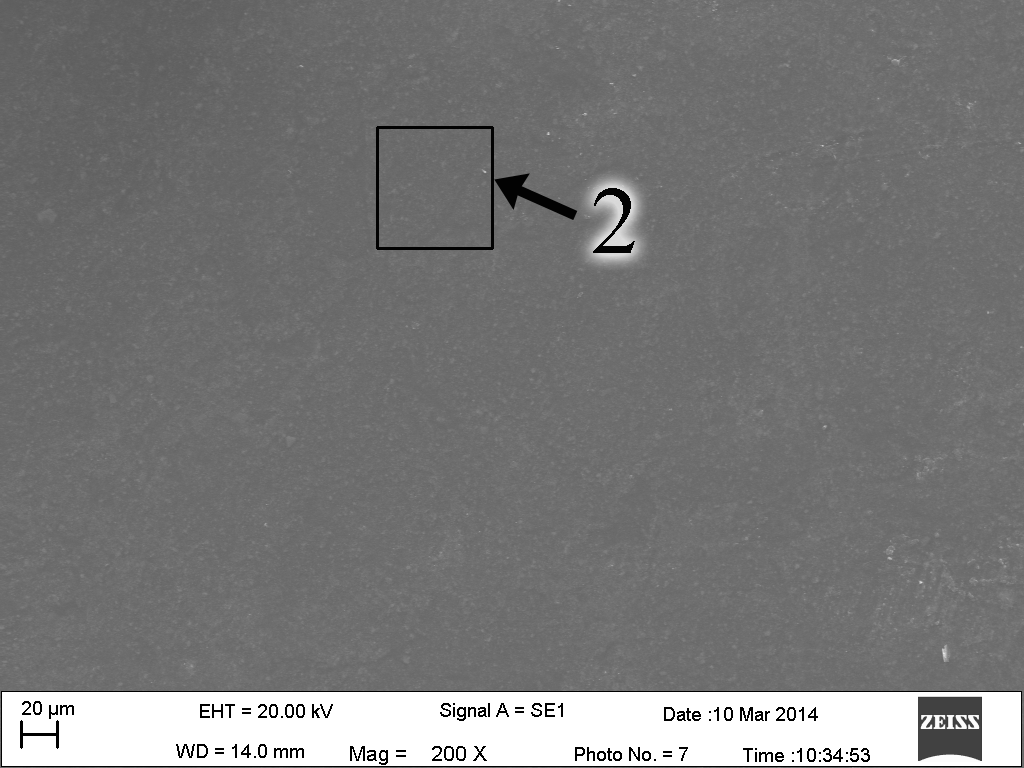 2
20 µm
EHT = 20.00 kV
Signal A = SE1
Date :10 Mar 2014
ZEISS
WD = 14.0 mm
Mag = 200 X
Photo No. = 7
Time :10:34:53